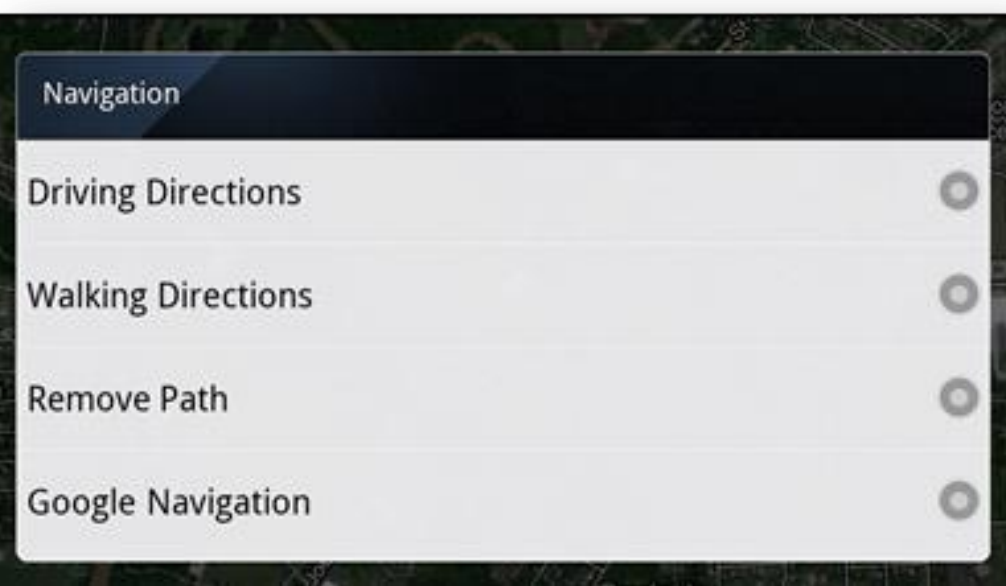 Navigation
Driving Directions
Walking Directions
Remove Path
Google Navigation